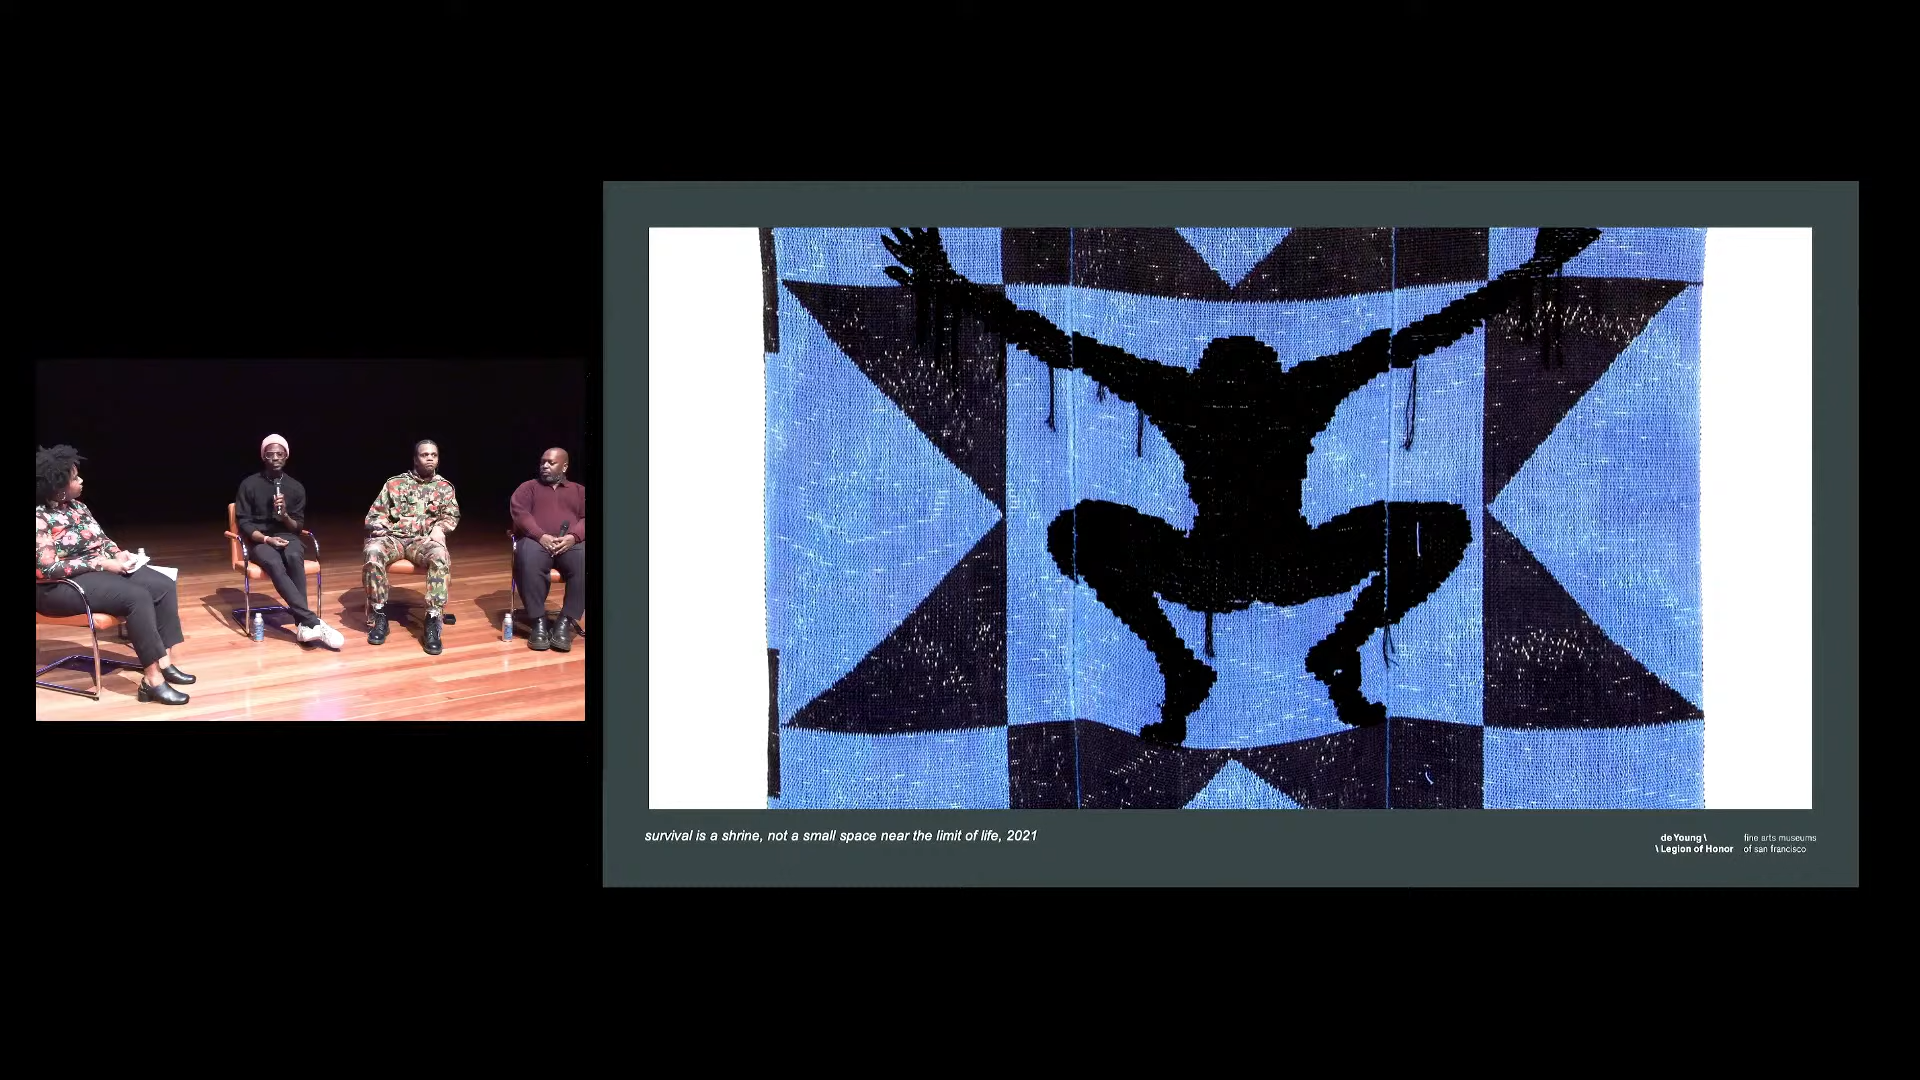 survival is a shrine, not a small space near the limit of life, 2021
de Young \
\ Legion of Honor
fine arts museums
of san francisco